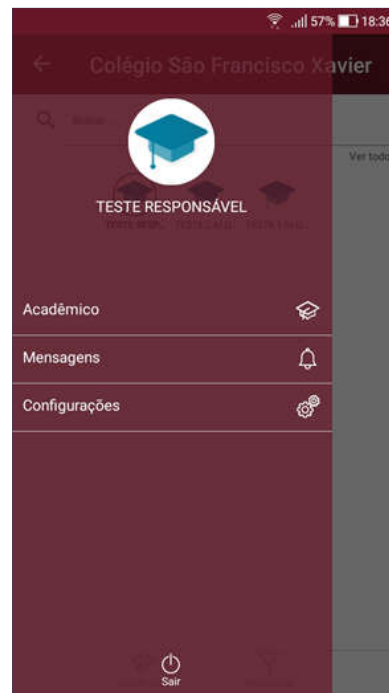 57% 18:36
Colégio São Francisco Xavier
Ver todo
TESTE RESPONSÁVEL
Acadêmico
Mensagens
Configurações
Sair